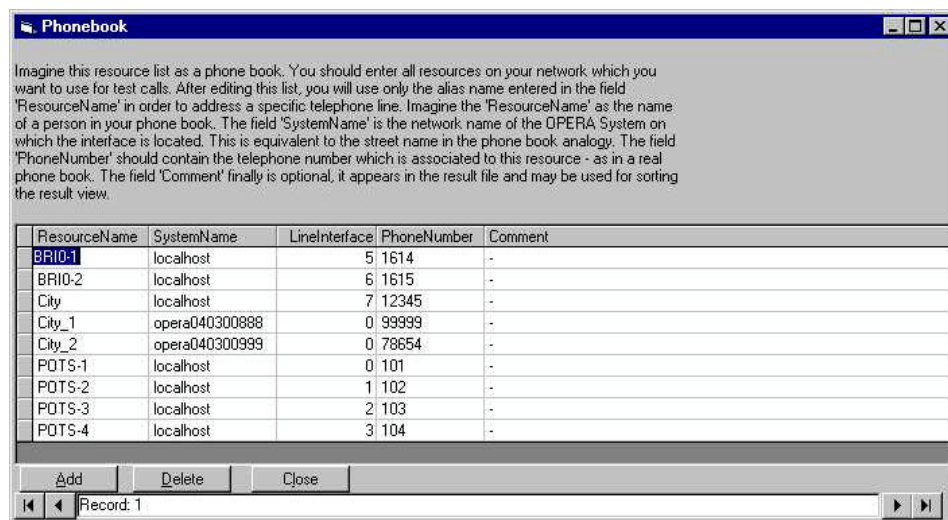 Phonebook
Imagine this resource list as a phone book. You should enter all resources on your network which you
want to use for test calls. After editing this list, you will use only the alias name entered in the field
'ResourceName' in order to address a specific telephone line. Imagine the 'ResourceName' as the name
of a person in your phone book. The field 'SystemName' is the network name of the OPERA System on
which the interface is located. This is equivalent to the street name in the phone book analogy. The field
'PhoneNumber' should contain the telephone number which is associated to this resource - as in a real
phone book. The field 'Comment' finally is optional, it appears in the result file and may be used for sorting
the result view.
ResourceName SystemName LineInterface PhoneNumber Comment
BRI0-1 localhost 5 1614 -
BRI0-2 localhost 6 1615 -
City localhost 7 12345 -
City_1 opera040300888 0 99999 -
City_2 opera040300999 0 78654 -
POTS-1 localhost 0 101 -
POTS-2 localhost 1 102 -
POTS-3 localhost 2 103 -
POTS-4 localhost 3 104 -
Add Delete Close
Record: 1